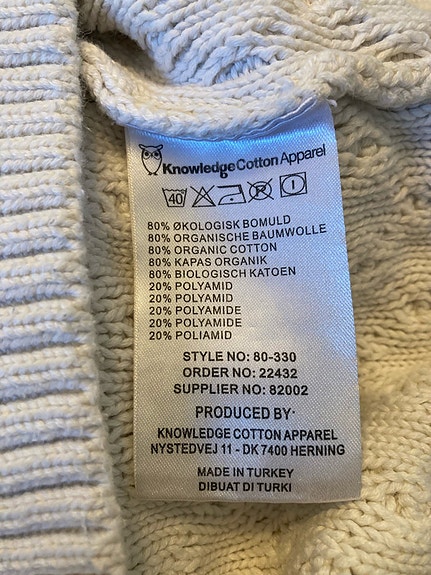 KnowledgeCotton Apparel
40
80% ØKOLOGISK BOMULD
80% ORGANISCHE BAUMWOLLE
80% ORGANIC COTTON
80% KAPAS ORGANIK
80% BIOLOGISCH KATOEN
20% POLYAMID
20% POLYAMID
20% POLYAMIDE
20% POLYAMIDE
20% POLIAMID
STYLE NO: 80-330
ORDER NO: 22432
SUPPLIER NO: 82002
PRODUCED BY:
KNOWLEDGE COTTON APPAREL
NYSTEDVEJ 11 - DK 7400 HERNING
MADE IN TURKEY
DIBUAT DI TURKI